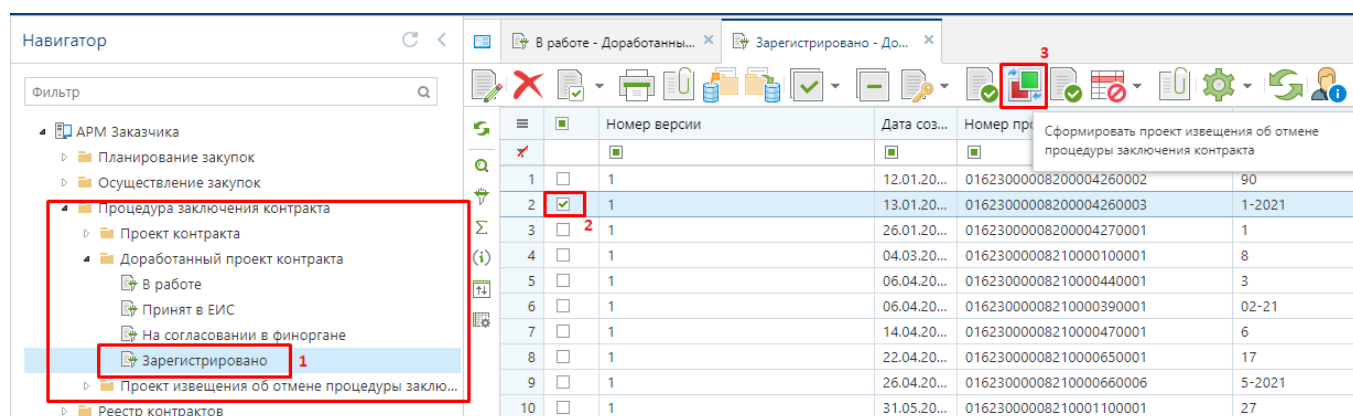 Навигатор
В работе - Доработанны...
Зарегистрировано - До...
3
Фильтр
АРМ Заказчика
Планирование закупок
Осуществление закупок
Процедура заключения контракта
Проект контракта
Доработанный проект контракта
В работе
Принят в ЕИС
На согласовании в финоргане
Зарегистрировано 1
Проект извещения об отмене процедуры заклю...
Реестр контрактов
Номер версии Дата соз... Номер про
Сформировать проект извещения об отмене
процедуры заключения контракта
1 1 12.01.20... 01623000008200004260002 90
2 1 13.01.20... 01623000008200004260003 1-2021
2
3 1 26.01.20... 01623000008200004270001 1
4 1 04.03.20... 01623000008210000100001 8
5 1 06.04.20... 01623000008210000440001 3
6 1 06.04.20... 01623000008210000390001 02-21
7 1 14.04.20... 01623000008210000470001 6
8 1 22.04.20... 01623000008210000650001 17
9 1 26.04.20... 01623000008210000660006 5-2021
10 1 31.05.20... 01623000008210001100001 27